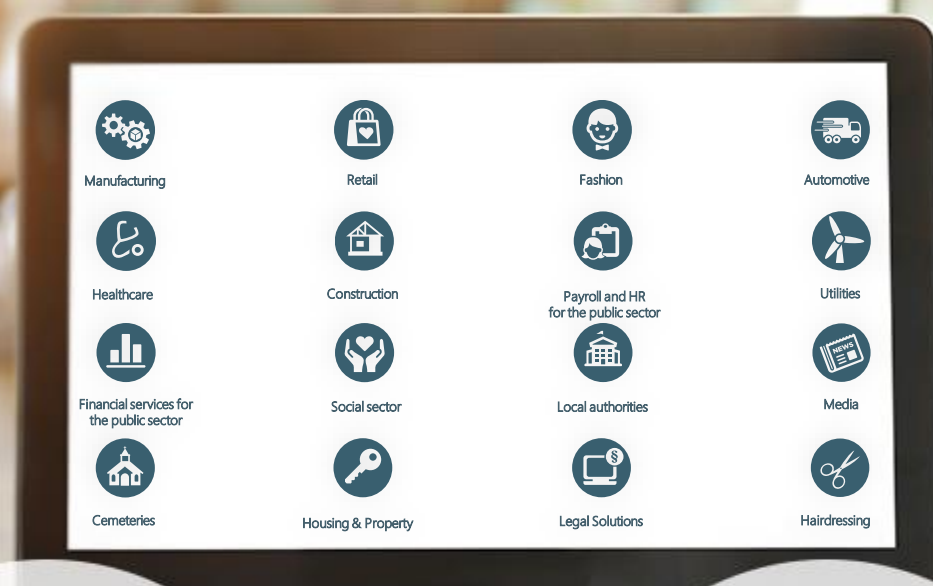 Manufacturing
Retail
Fashion
Automotive
Healthcare
Construction
Payroll and HR
for the public sector
Utilities
Financial services for
the public sector
Social sector
Local authorities
NEWS
Media
Cemeteries
Housing & Property
§
Legal Solutions
Hairdressing